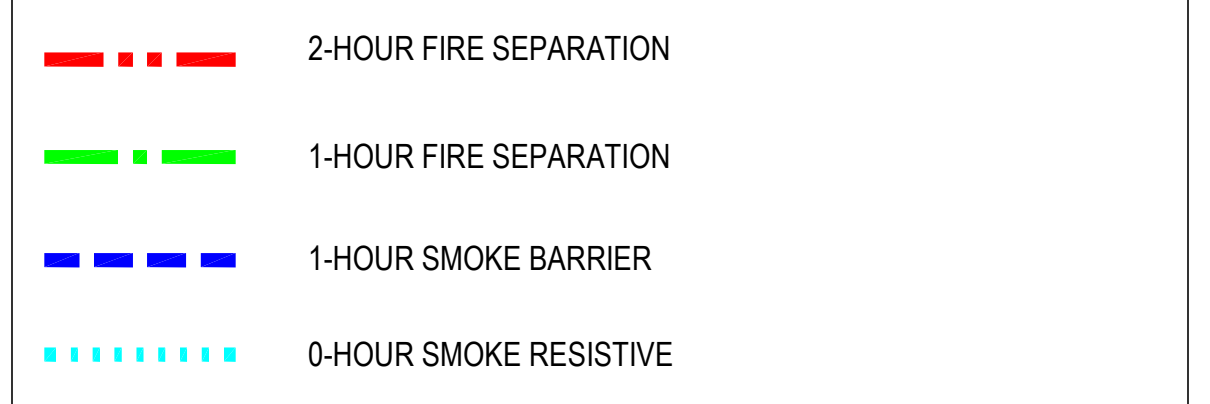 2-HOUR FIRE SEPARATION
1-HOUR FIRE SEPARATION
1-HOUR SMOKE BARRIER
0-HOUR SMOKE RESISTIVE